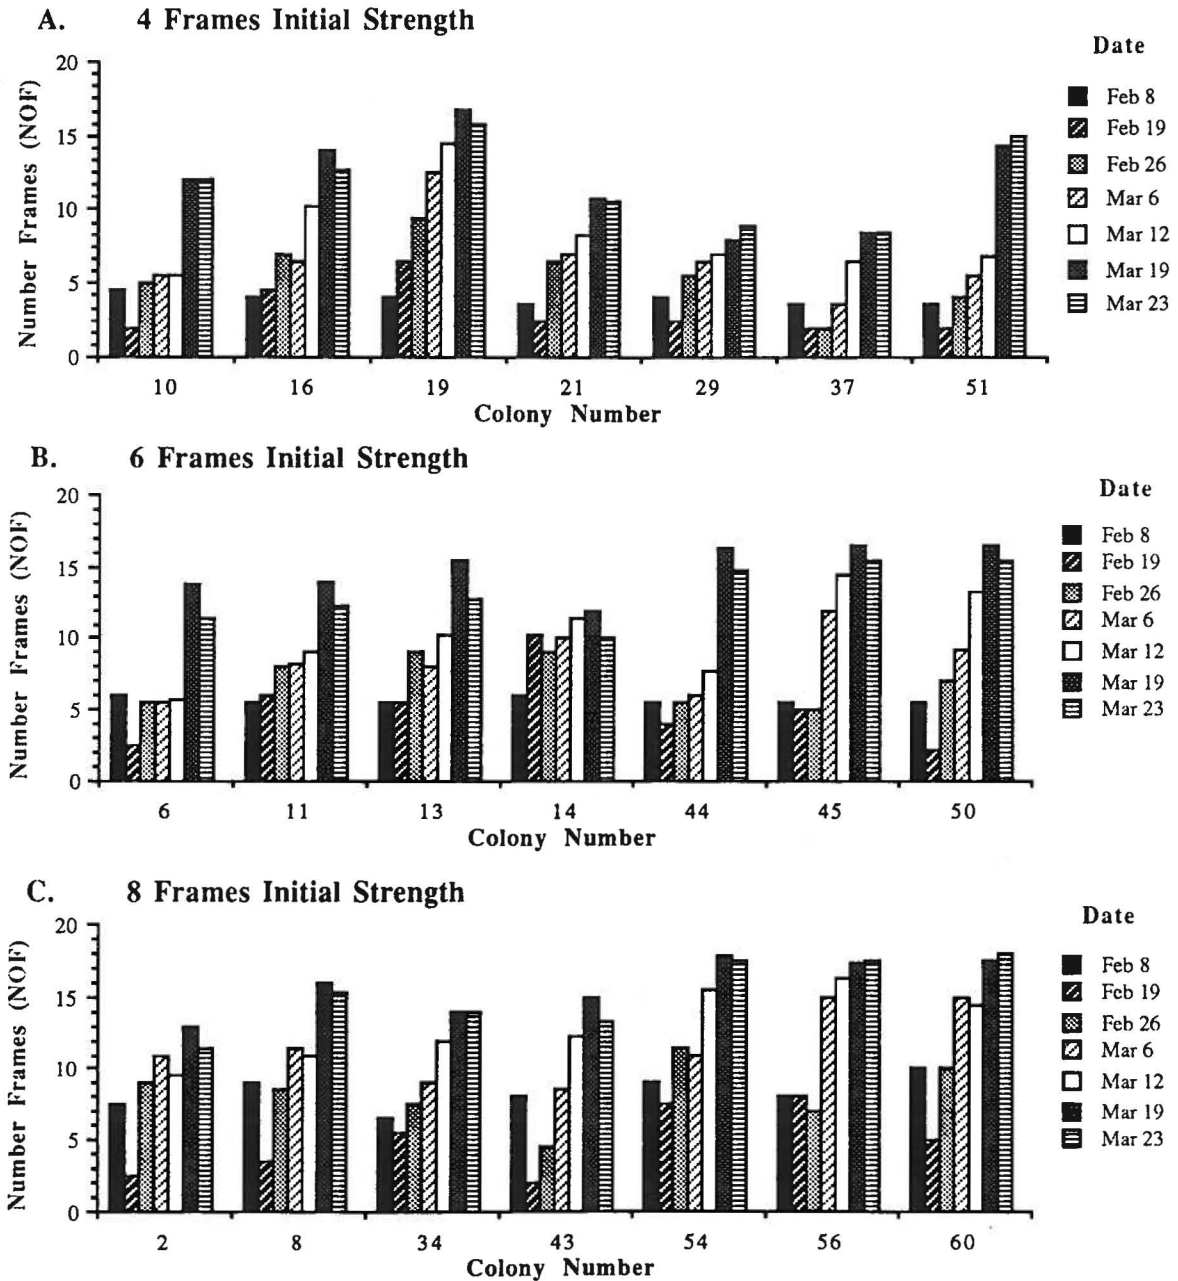 A. 4 Frames Initial Strength
Number Frames (NOF)
20
15
10
5
0
10 16 19 21 29 37 51
Colony Number
Date
Feb 8
Feb 19
Feb 26
Mar 6
Mar 12
Mar 19
Mar 23
B. 6 Frames Initial Strength
Number Frames (NOF)
20
15
10
5
0
6 11 13 14 44 45 50
Colony Number
Date
Feb 8
Feb 19
Feb 26
Mar 6
Mar 12
Mar 19
Mar 23
C. 8 Frames Initial Strength
Number Frames (NOF)
20
15
10
5
0
2 8 34 43 54 56 60
Colony Number
Date
Feb 8
Feb 19
Feb 26
Mar 6
Mar 12
Mar 19
Mar 23